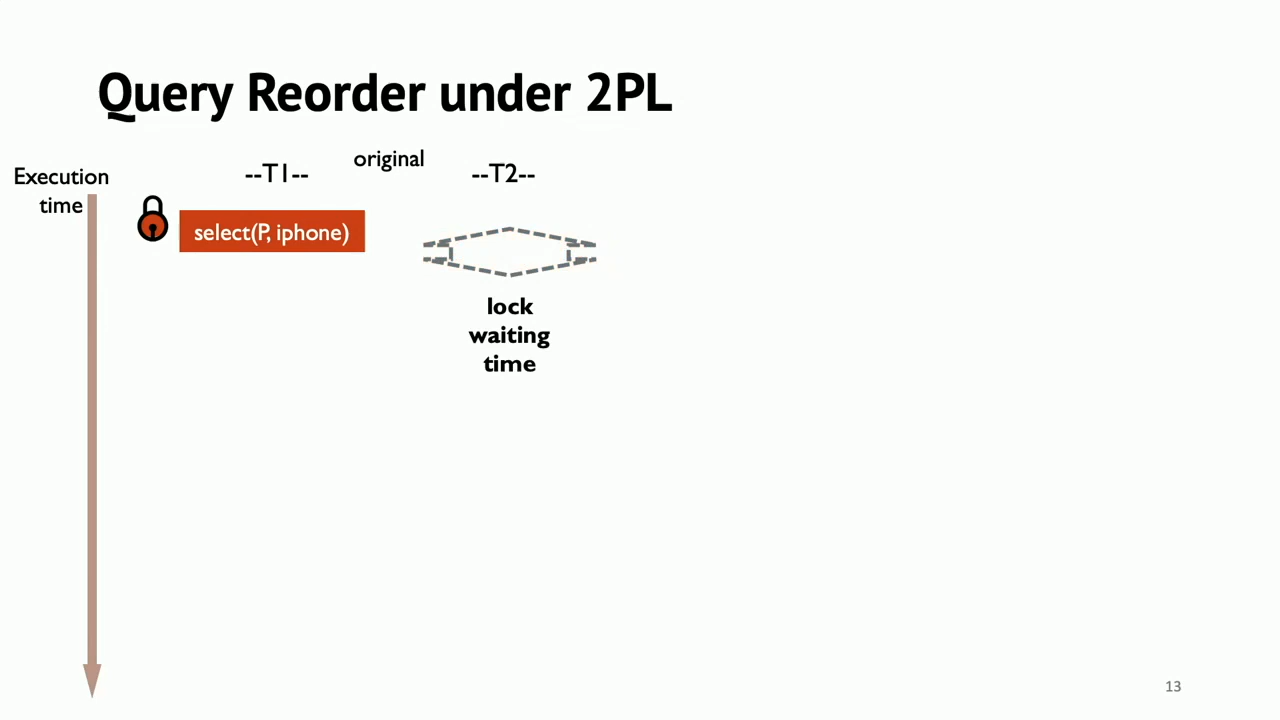 Query Reorder under 2PL
original
Execution
time
--T1--
--T2--
select(P, iphone)
lock
waiting
time
13